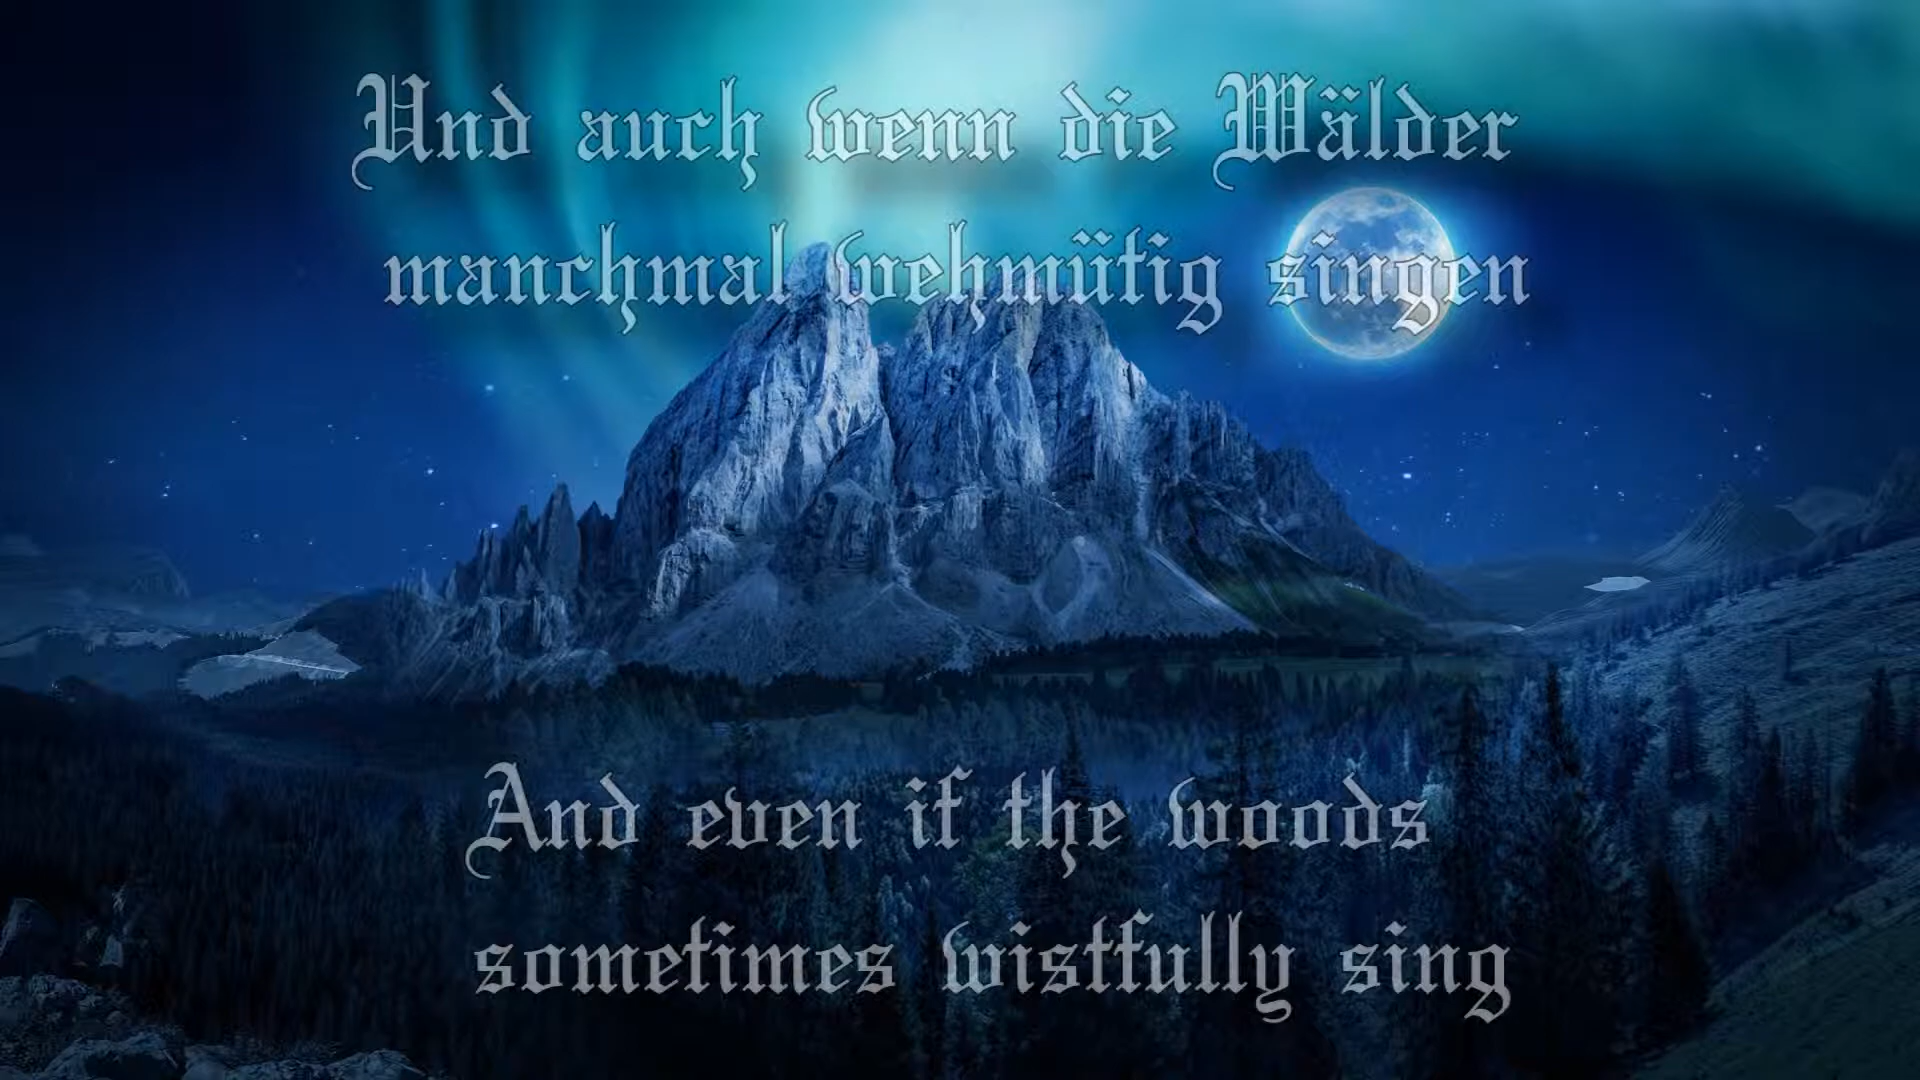 Und auch wenn die Wälder
manchmal wehmütig singen
And even if the woods
sometimes wistfully sing